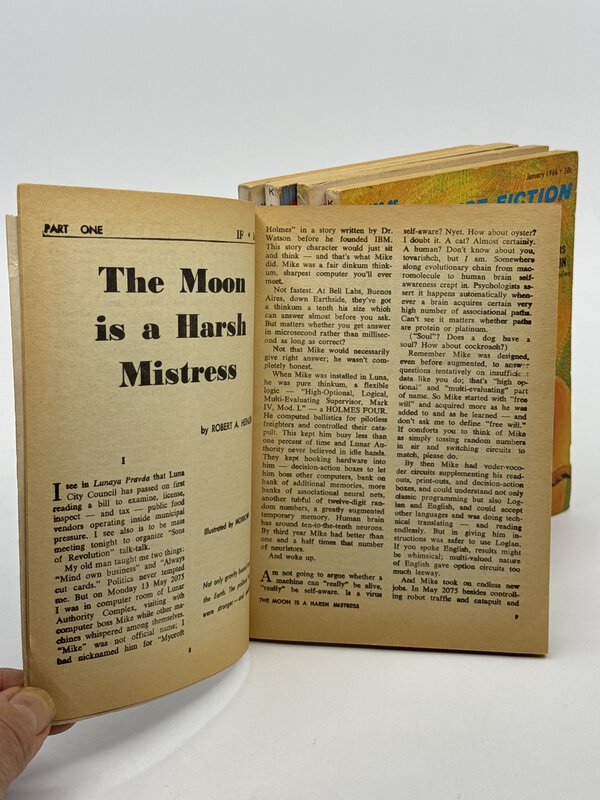 PART ONE
IF •
The Moon
is a Harsh
Mistress
by ROBERT A.
I
I see in Lunaya Pravda that Luna
City Council has passed on first
reading a bill to examine, license,
inspect — and tax — public food
vendors operating inside municipal
pressure. I see also is to be mass
meeting tonight to organize "Sons
of Revolution" talk-talk.
My old man taught me two things:
"Mind own business" and "Always
cut cards." Politics never tempted
me. But on Monday 13 May 2075
I was in computer room of Lunar
Authority Complex, visiting with
computer boss Mike while other ma-
chines whispered among themselves.
"Mike" was not official name; I
had nicknamed him for "Mycroft
Illustrated by MORROW
Not only gravity bound
the Earth. The
were stranger — and
8
Holmes" in a story written by Dr.
Watson before he founded IBM.
This story character would just sit
and think — and that's what Mike
did. Mike was a fair dinkum think-
um, sharpest computer you'll ever
meet.
Not fastest. At Bell Labs, Buenos
Aires, down Earthside, they've got
a thinkum a tenth his size which
can answer almost before you ask.
But matters whether you get answer
in microsecond rather than millisec-
ond as long as correct?
Not that Mike would necessarily
give right answer; he wasn't com-
pletely honest.
When Mike was installed in Luna,
he was pure thinkum, a flexible
logic — "High-Optional, Logical,
Multi-Evaluating Supervisor, Mark
IV, Mod. L" — a HOLMES FOUR.
He computed ballistics for pilotless
freighters and controlled their cata-
pult. This kept him busy less than
one percent of time and Lunar Au-
thority never believed in idle hands.
They kept hooking hardware into
him — decision-action boxes to let
him boss other computers, bank on
bank of additional memories, more
banks of associational neural nets,
another tubful of twelve-digit ran-
dom numbers, a greatly augmented
temporary memory. Human brain
has around ten-to-the-tenth neurons.
By third year Mike had better than
one and a half times that number
of neuristors.
And woke up.
Am not going to argue whether a
machine can "really" be alive,
"really" be self-aware. Is a virus
THE MOON IS A HARSH MISTRESS
self-aware? Nyet. How about oyster?
I doubt it. A cat? Almost certainly.
A human? Don't know about you,
tovarishch, but I am. Somewhere
along evolutionary chain from mac-
romolecule to human brain self-
awareness crept in. Psychologists as-
sert it happens automatically when-
ever a brain acquires certain very
high number of associational paths.
Can't see it matters whether paths
are protein or platinum.
("Soul"? Does a dog have a
soul? How about cockroach?)
Remember Mike was designed,
even before augmented, to answer
questions tentatively on insufficient
data like you do; that's "high op-
tional" and "multi-evaluating" part
of name. So Mike started with "free
will" and acquired more as he was
added to and as he learned — and
don't ask me to define "free will."
If comforts you to think of Mike
as simply tossing random numbers
in air and switching circuits to
match, please do.
By then Mike had voder-voco-
der circuits supplementing his read-
outs, print-outs, and decision-action
boxes, and could understand not only
classic programming but also Log-
lan and English, and could accept
other languages and was doing tech-
nical translating — and reading
endlessly. But in giving him in-
structions was safer to use Loglan.
If you spoke English, results might
be whimsical; multi-valued nature
of English gave option circuits too
much leeway.
And Mike took on endless new
jobs. In May 2075 besides control-
ling robot traffic and catapult and
9
K
K
January 1966 • 50c
FICTION